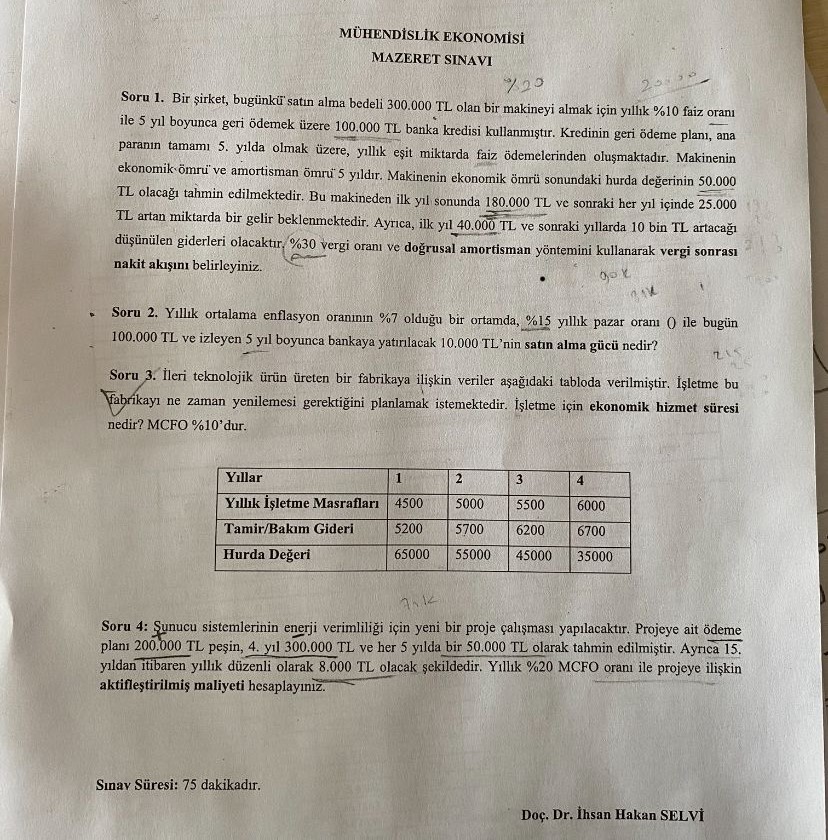 MÜHENDİSLİK EKONOMİSİ
MAZERET SINAVI
%20
Soru 1. Bir şirket, bugünkü satın alma bedeli 300.000 TL olan bir makineyi almak için yıllık %10 faiz oranı
ile 5 yıl boyunca geri ödemek üzere 100.000 TL banka kredisi kullanmıştır. Kredinin geri ödeme planı, ana
paranın tamamı 5. yılda olmak üzere, yıllık eşit miktarda faiz ödemelerinden oluşmaktadır. Makinenin
ekonomik ömrü ve amortisman ömrü 5 yıldır. Makinenin ekonomik ömrü sonundaki hurda değerinin 50.000
TL olacağı tahmin edilmektedir. Bu makineden ilk yıl sonunda 180.000 TL ve sonraki her yıl içinde 25.000
TL artan miktarda bir gelir beklenmektedir. Ayrıca, ilk yıl 40.000 TL ve sonraki yıllarda 10 bin TL artacağı
düşünülen giderleri olacaktır. %30 vergi oranı ve doğrusal amortisman yöntemini kullanarak vergi sonrası
nakit akışını belirleyiniz.
Soru 2. Yıllık ortalama enflasyon oranının %7 olduğu bir ortamda, %15 yıllık pazar oranı () ile bugün
100.000 TL ve izleyen 5 yıl boyunca bankaya yatırılacak 10.000 TL'nin satın alma gücü nedir?
Soru 3. İleri teknolojik ürün üreten bir fabrikaya ilişkin veriler aşağıdaki tabloda verilmiştir. İşletme bu
fabrikayı ne zaman yenilemesi gerektiğini planlamak istemektedir. İşletme için ekonomik hizmet süresi
nedir? MCFO %10'dur.
Yıllar 1 2 3 4
Yıllık İşletme Masrafları 4500 5000 5500 6000
Tamir/Bakım Gideri 5200 5700 6200 6700
Hurda Değeri 65000 55000 45000 35000
Soru 4: Sunucu sistemlerinin enerji verimliliği için yeni bir proje çalışması yapılacaktır. Projeye ait ödeme
planı 200.000 TL peşin, 4. yıl 300.000 TL ve her 5 yılda bir 50.000 TL olarak tahmin edilmiştir. Ayrıca 15.
yıldan itibaren yıllık düzenli olarak 8.000 TL olacak şekildedir. Yıllık %20 MCFO oranı ile projeye ilişkin
aktifleştirilmiş maliyeti hesaplayınız.
Sınav Süresi: 75 dakikadır.
Doç. Dr. İhsan Hakan SELVİ